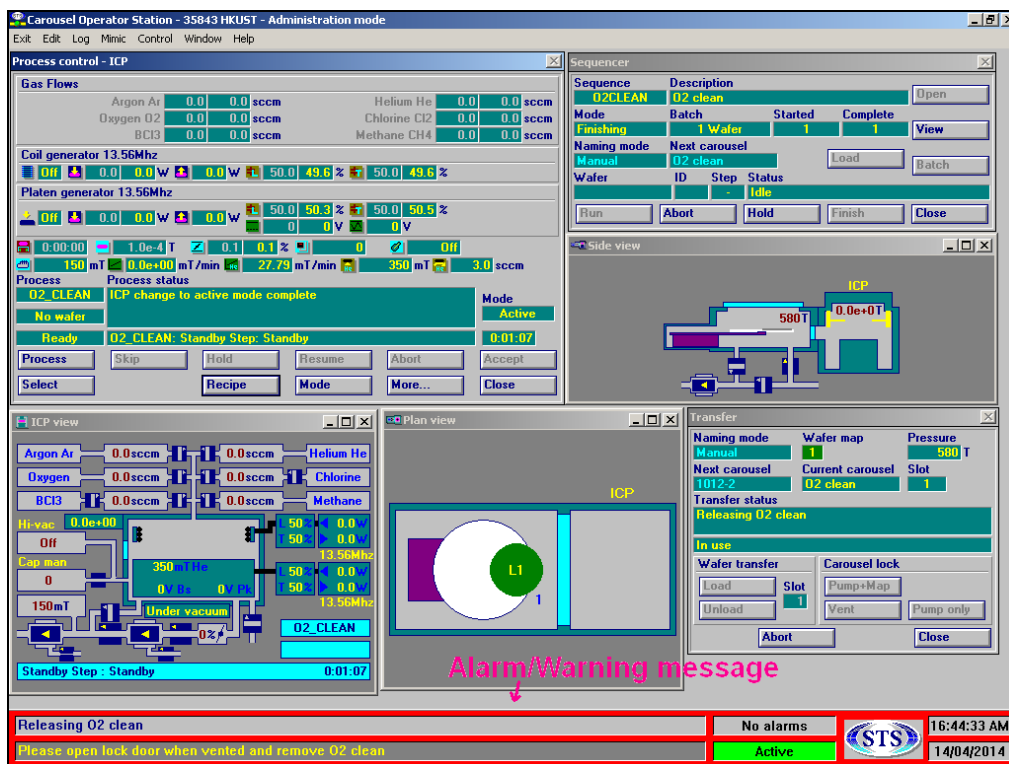 Carousel Operator Station - 35843 HKUST - Administration mode
Exit Edit Log Mimic Control Window Help
Process control - ICP
Gas Flows
Argon Ar 0.0 0.0 sccm Helium He 0.0 0.0 sccm
Oxygen O2 0.0 0.0 sccm Chlorine Cl2 0.0 0.0 sccm
BCl3 0.0 0.0 sccm Methane CH4 0.0 0.0 sccm
Coil generator 13.56Mhz
Off 0.0 0.0 W 0.0 W 50.0 49.6 % 50.0 49.6 %
Platen generator 13.56Mhz
Off 0.0 0.0 W 0.0 W 50.0 50.3 % 50.0 50.5 %
0 0 V 0 V
0:00:00 1.0e-4 T 0.1 0.1 % 0 Off
150 mT 0.0e+00 mT/min 27.79 mT/min 350 mT 3.0 sccm
Process Process status
O2_CLEAN ICP change to active mode complete
Mode
No wafer Active
Ready O2_CLEAN: Standby Step: Standby 0:01:07
Process Skip Hold Resume Abort Accept
Select Recipe Mode More... Close
Sequencer
Sequence Description
O2CLEAN O2 clean Open
Mode Batch Started Complete
Finishing 1 Wafer 1 1 View
Naming mode Next carousel
Manual O2 clean Load Batch
Wafer ID Step Status
- Idle
Run Abort Hold Finish Close
Side view
ICP
580T 0.0e+0T
ICP view
Argon Ar 0.0sccm 0.0sccm Helium He
Oxygen 0.0sccm 0.0sccm Chlorine
BCl3 0.0sccm 0.0sccm Methane
Hi-vac 0.0e+00 L 50% 0.0W
Off T 50% 0.0W
13.56Mhz
Cap man 350mTHe L 50% 0.0W
0 0V Bs 0V Pk T 50% 0.0W
13.56Mhz
150mT Under vacuum
0% O2_CLEAN
Standby Step : Standby 0:01:07
Plan view
ICP
L1
1
Transfer
Naming mode Wafer map Pressure
Manual 1 580 T
Next carousel Current carousel Slot
1012-2 O2 clean 1
Transfer status
Releasing O2 clean
In use
Wafer transfer Carousel lock
Load Slot Pump+Map
Unload 1 Vent Pump only
Abort Close
Alarm/Warning message
Releasing O2 clean No alarms 16:44:33 AM
STS
Please open lock door when vented and remove O2 clean Active 14/04/2014